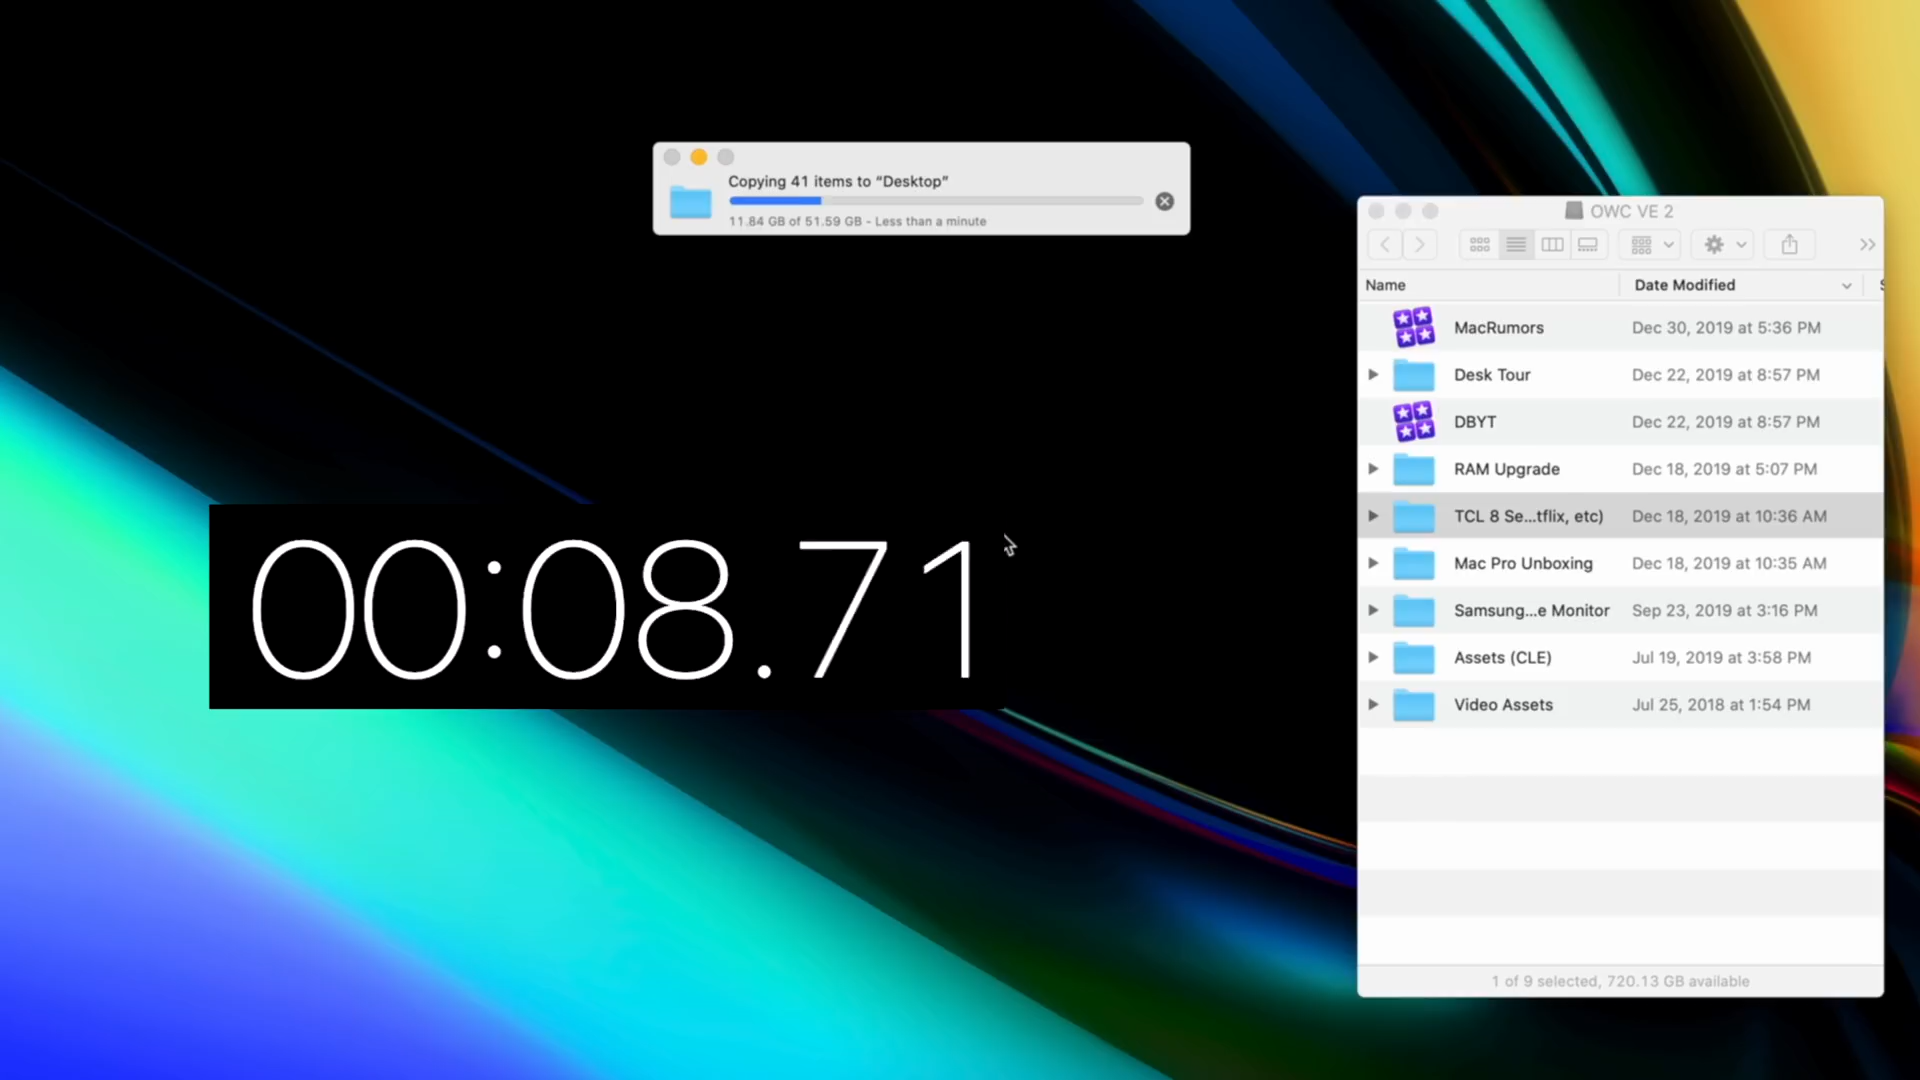 Copying 41 items to “Desktop”
11.84 GB of 51.59 GB - Less than a minute
00:08.71
OWC VE 2
Name Date Modified
MacRumors Dec 30, 2019 at 5:36 PM
Desk Tour Dec 22, 2019 at 8:57 PM
DBYT Dec 22, 2019 at 8:57 PM
RAM Upgrade Dec 18, 2019 at 5:07 PM
TCL 8 Se...tflix, etc) Dec 18, 2019 at 10:36 AM
Mac Pro Unboxing Dec 18, 2019 at 10:35 AM
Samsung...e Monitor Sep 23, 2019 at 3:16 PM
Assets (CLE) Jul 19, 2019 at 3:58 PM
Video Assets Jul 25, 2018 at 1:54 PM
1 of 9 selected, 720.13 GB available